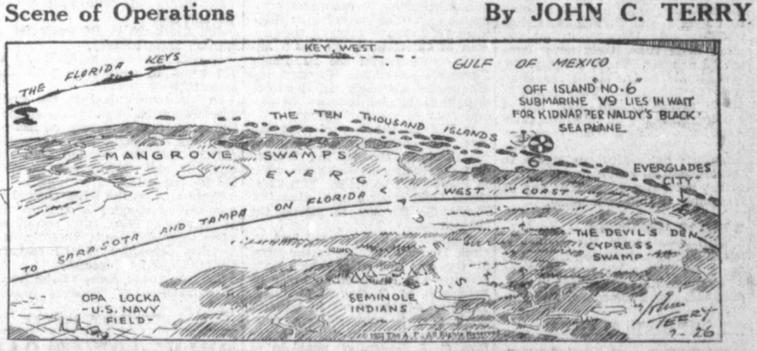 Scene of Operations
By JOHN C. TERRY
THE FLORIDA KEYS
KEY WEST
GULF OF MEXICO
OFF ISLAND "NO. 6"
SUBMARINE V9 LIES IN WAIT
FOR KIDNAPPER NALDY'S BLACK
SEAPLANE
THE TEN THOUSAND ISLANDS
6
MANGROVE SWAMPS
EVERGLADES
EVERGLADES
"CITY"
TO SARASOTA AND TAMPA ON FLORIDA WEST COAST
THE DEVIL'S DEN
CYPRESS
SWAMP
OPA LOCKA
-U.S. NAVY
FIELD-
SEMINOLE
INDIANS
John
TERRY
7-26